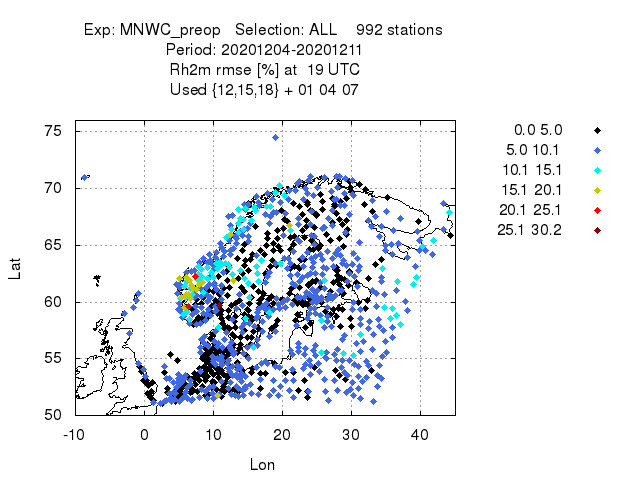 Exp: MNWC_preop   Selection: ALL    992 stations
Period: 20201204-20201211
Rh2m rmse [%] at  19 UTC
Used {12,15,18} + 01 04 07
75
70
65
60
55
50
Lat
-10 0 10 20 30 40
Lon
0.0 5.0
5.0 10.1
10.1 15.1
15.1 20.1
20.1 25.1
25.1 30.2